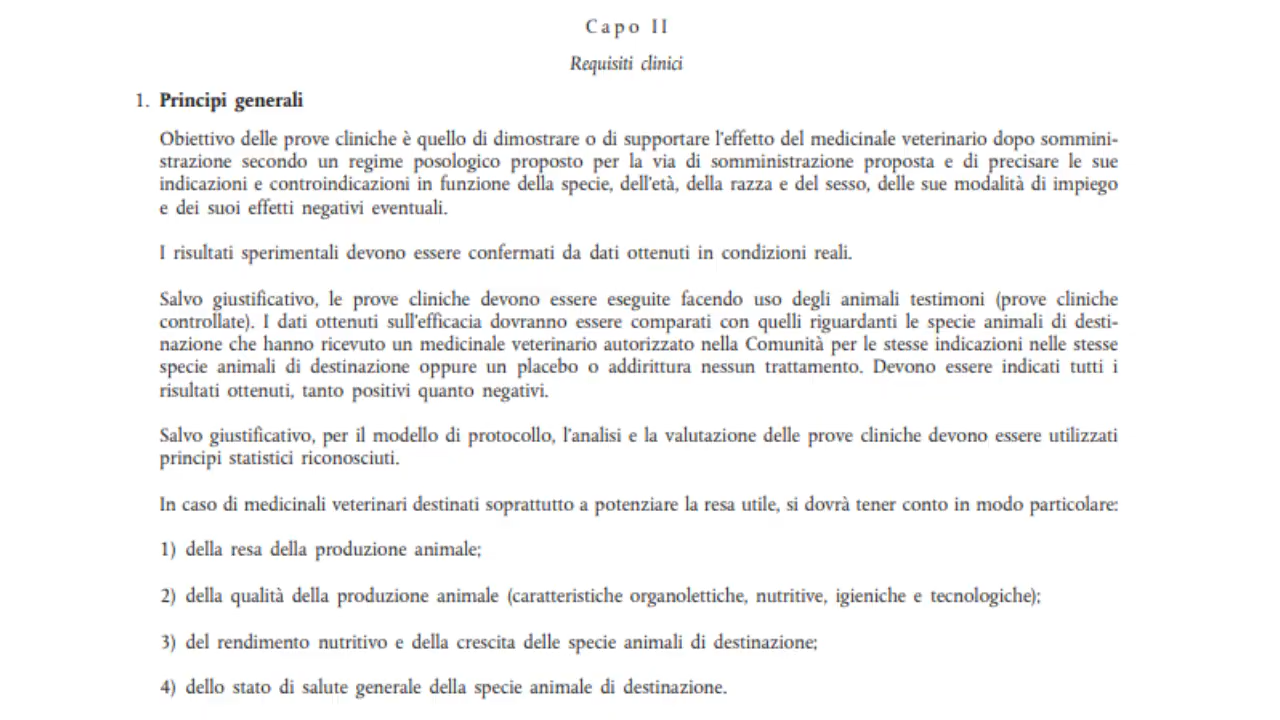 Capo II
Requisiti clinici
1. Principi generali
Obiettivo delle prove cliniche è quello di dimostrare o di supportare l'effetto del medicinale veterinario dopo sommini-
strazione secondo un regime posologico proposto per la via di somministrazione proposta e di precisare le sue
indicazioni e controindicazioni in funzione della specie, dell'età, della razza e del sesso, delle sue modalità di impiego
e dei suoi effetti negativi eventuali.
I risultati sperimentali devono essere confermati da dati ottenuti in condizioni reali.
Salvo giustificativo, le prove cliniche devono essere eseguite facendo uso degli animali testimoni (prove cliniche
controllate). I dati ottenuti sull'efficacia dovranno essere comparati con quelli riguardanti le specie animali di desti-
nazione che hanno ricevuto un medicinale veterinario autorizzato nella Comunità per le stesse indicazioni nelle stesse
specie animali di destinazione oppure un placebo o addirittura nessun trattamento. Devono essere indicati tutti i
risultati ottenuti, tanto positivi quanto negativi.
Salvo giustificativo, per il modello di protocollo, l'analisi e la valutazione delle prove cliniche devono essere utilizzati
principi statistici riconosciuti.
In caso di medicinali veterinari destinati soprattutto a potenziare la resa utile, si dovrà tener conto in modo particolare:
1) della resa della produzione animale;
2) della qualità della produzione animale (caratteristiche organolettiche, nutritive, igieniche e tecnologiche);
3) del rendimento nutritivo e della crescita delle specie animali di destinazione;
4) dello stato di salute generale della specie animale di destinazione.